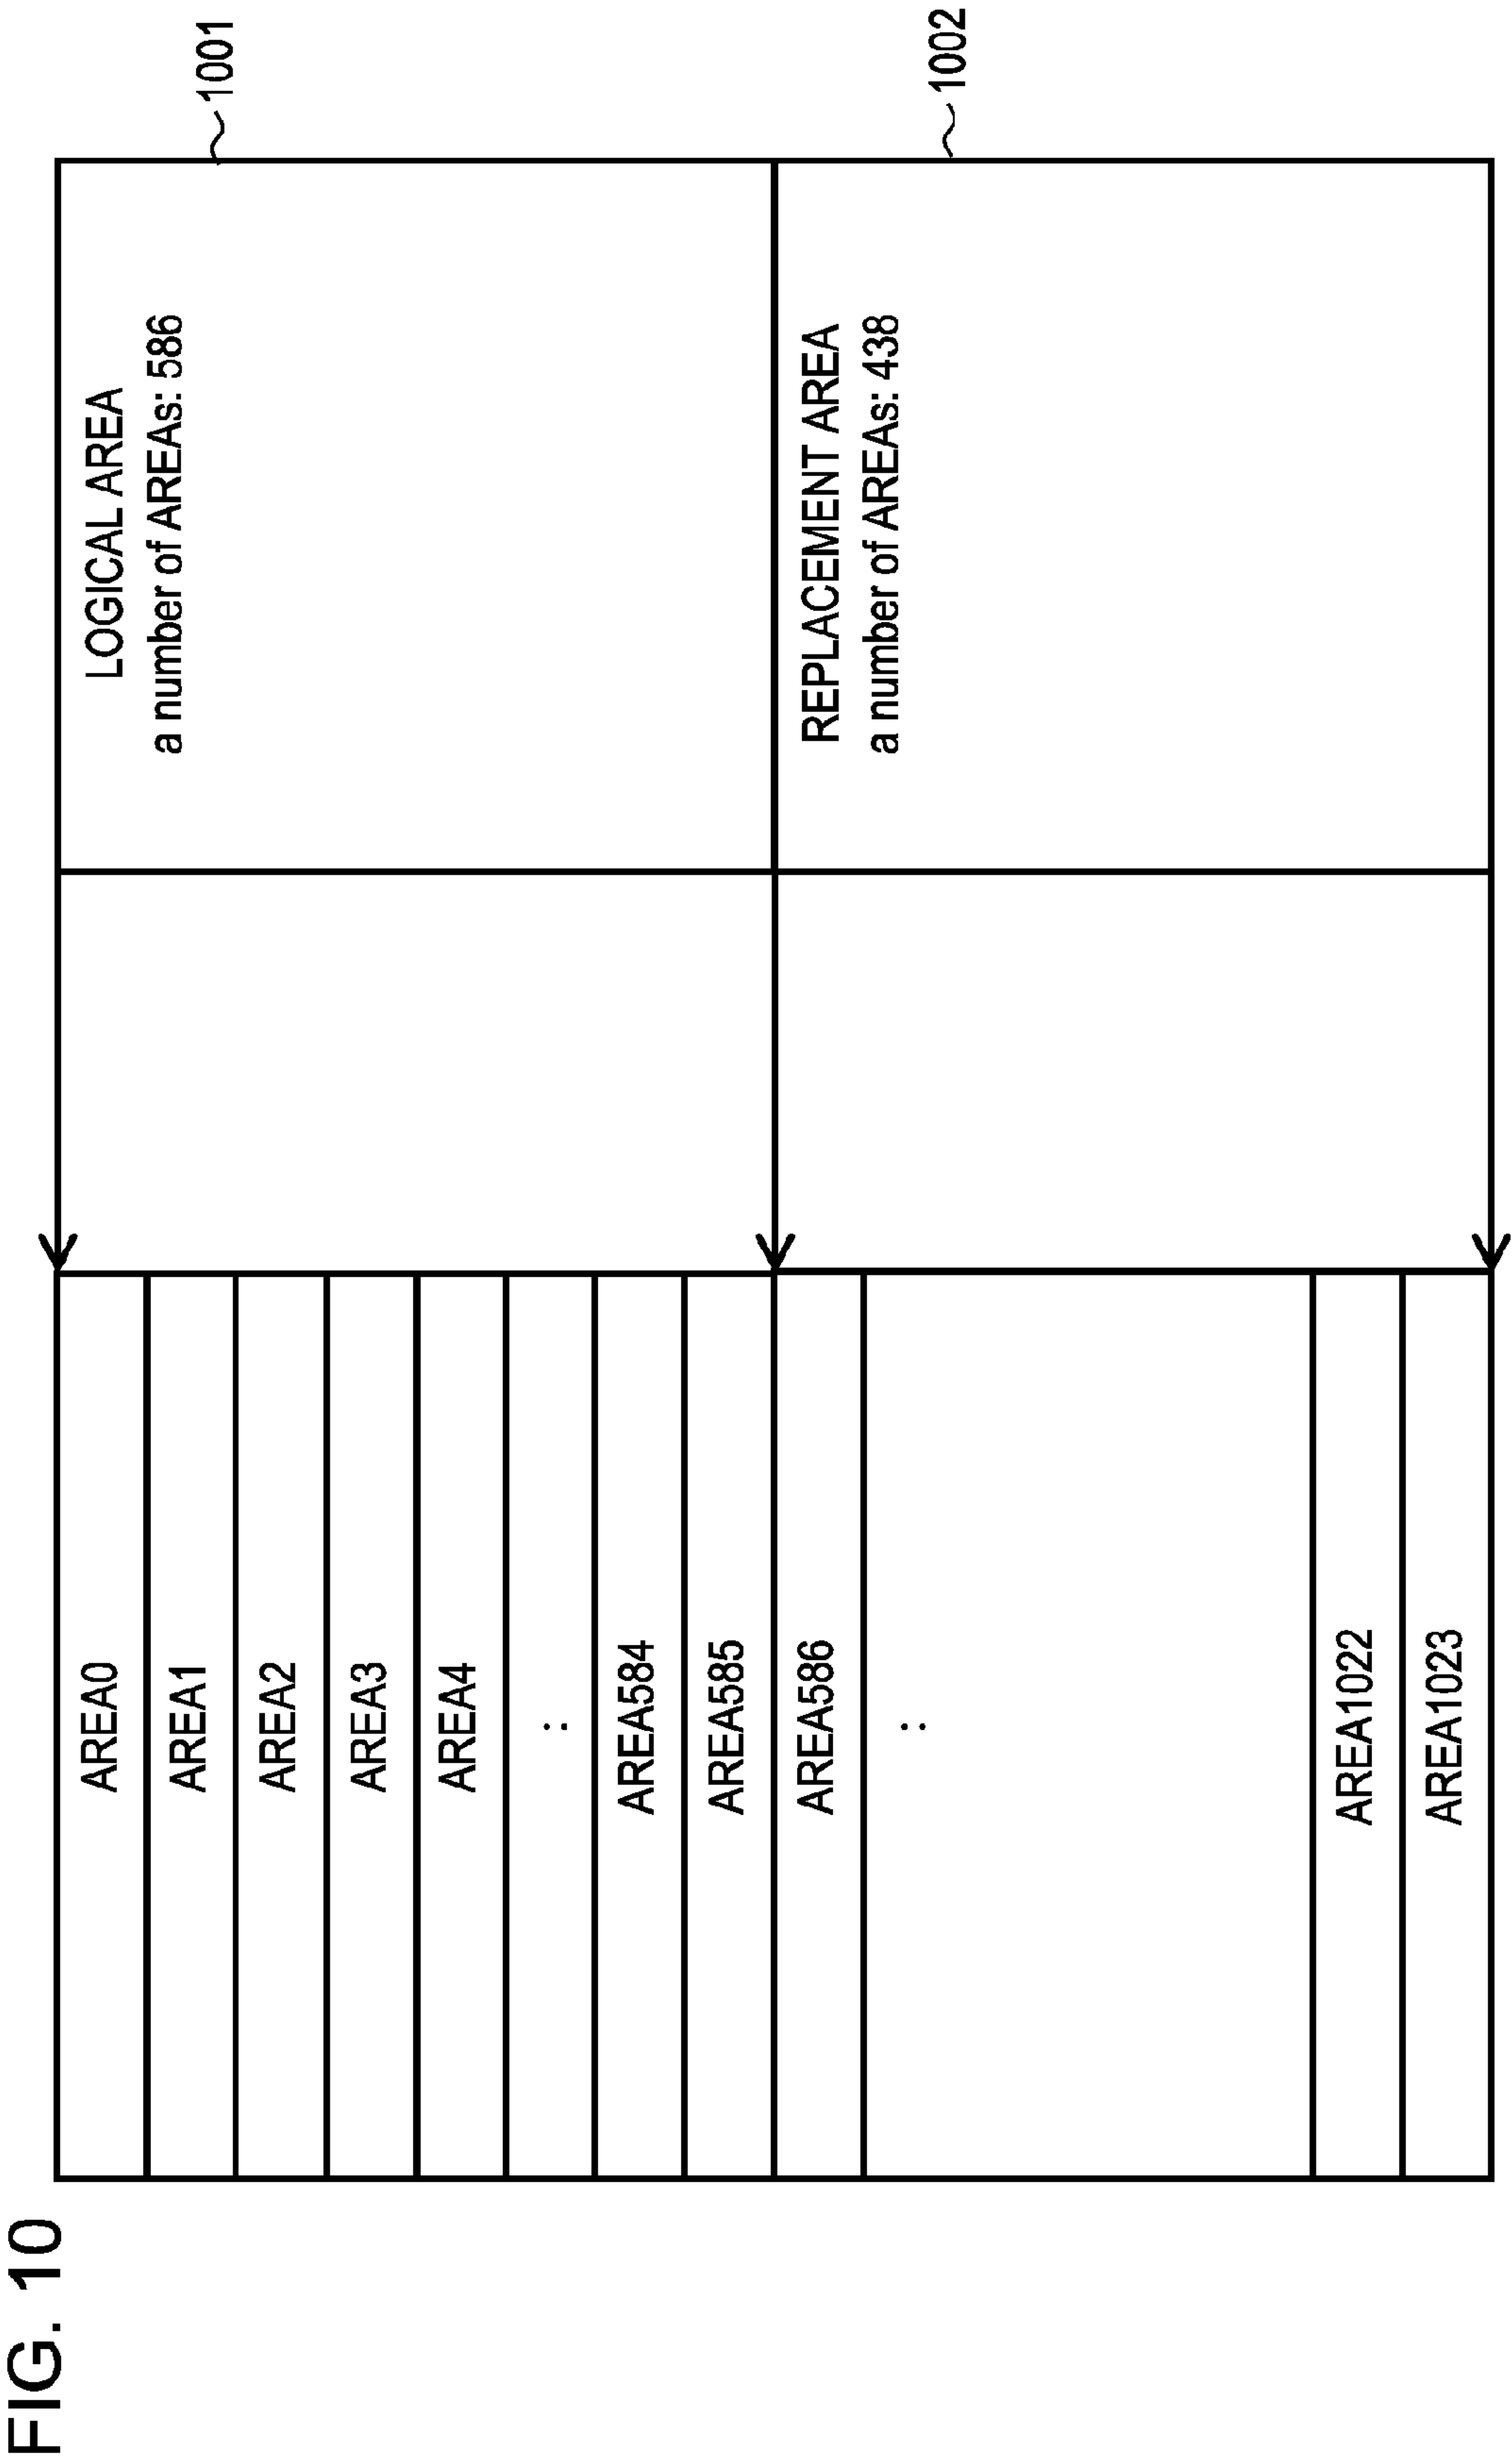 FIG. 10
AREA0
AREA1
AREA2
AREA3
AREA4
:
AREA584
AREA585
AREA586
:
AREA1022
AREA1023
LOGICAL AREA
a number of AREAs: 586
1001
REPLACEMENT AREA
a number of AREAs: 438
1002